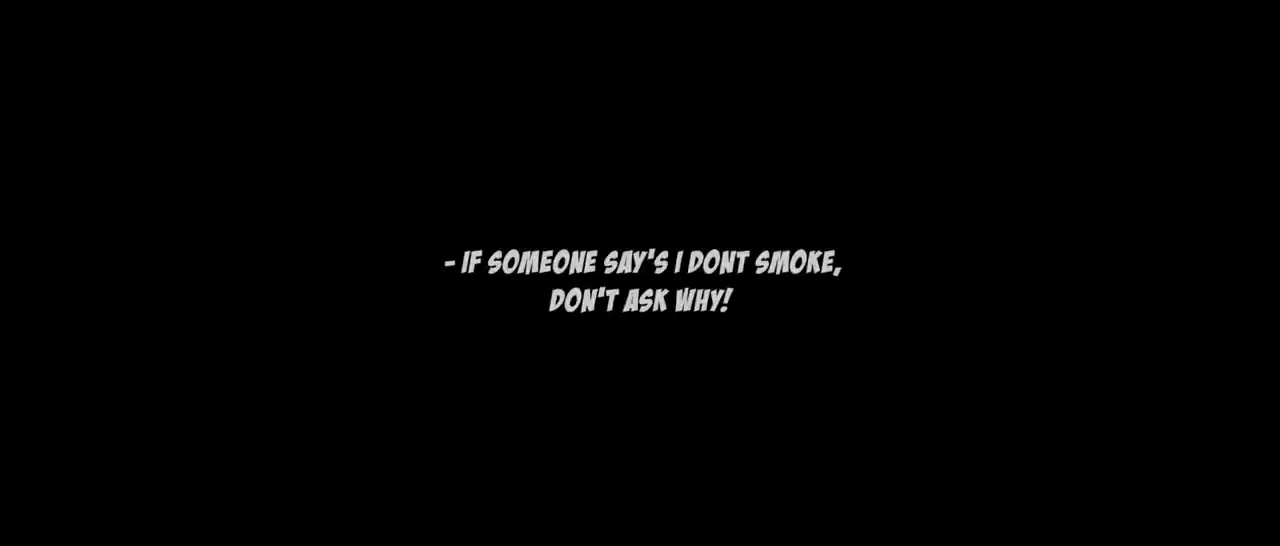 - IF SOMEONE SAY'S I DONT SMOKE,
DON'T ASK WHY!